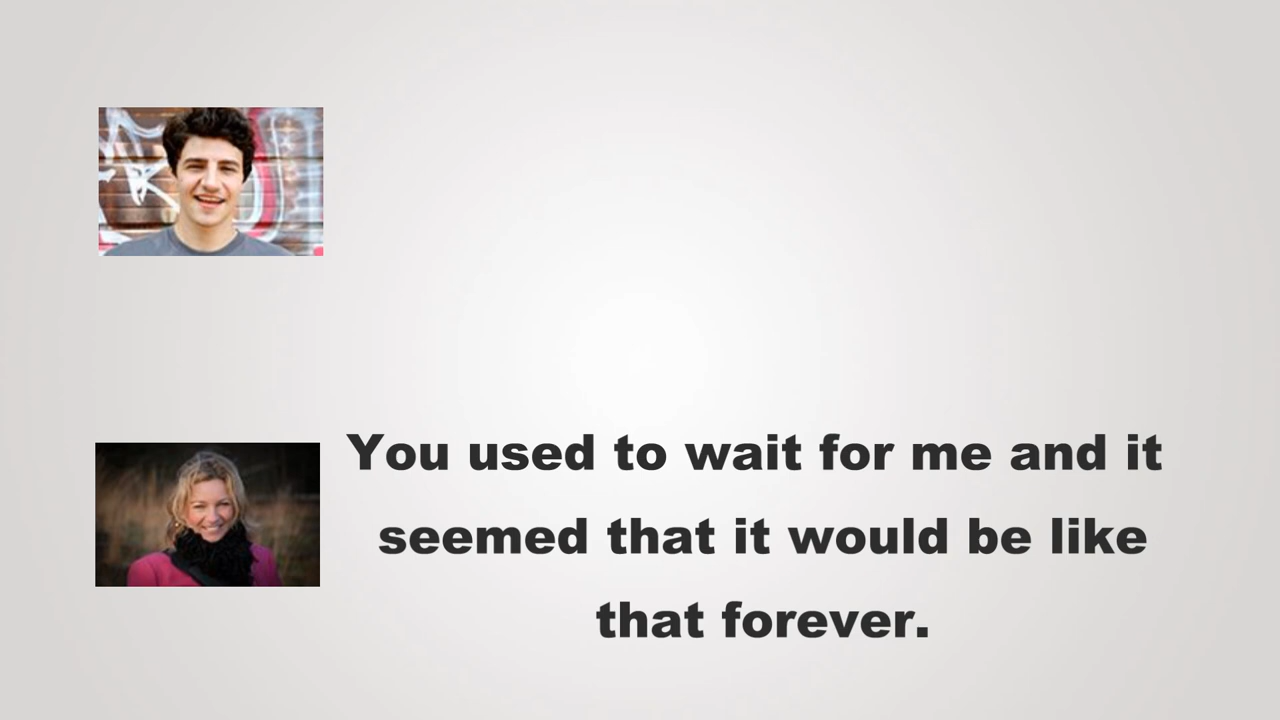 You used to wait for me and it
seemed that it would be like
that forever.